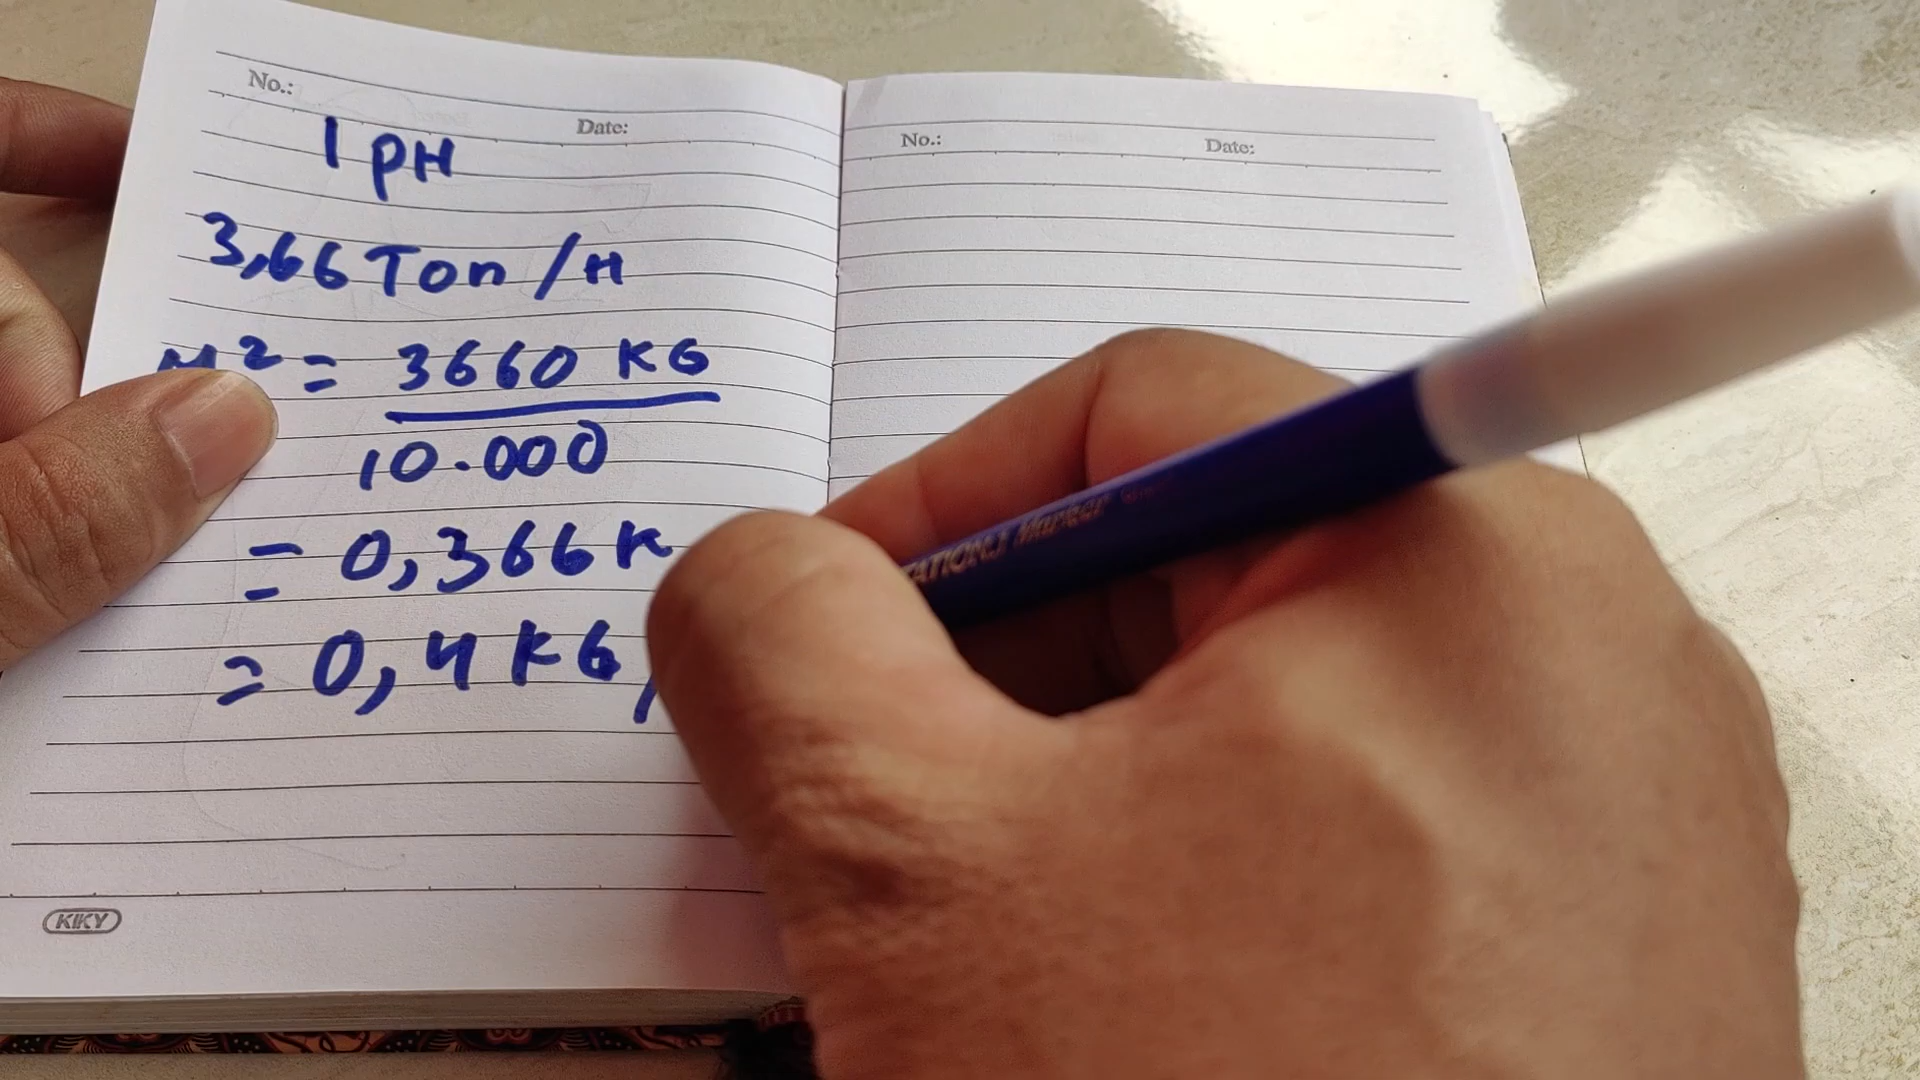 No.:
Date:
1 PH
3,66 Ton/H
M² = 3660 KG
10.000
= 0,366 K
= 0,4 KG/
KIKY
No.:
Date:
Marker